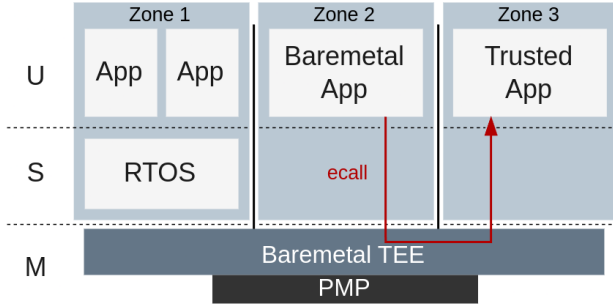 Zone 1
Zone 2
Zone 3
U
App
App
Baremetal
App
Trusted
App
S
RTOS
ecall
M
Baremetal TEE
PMP